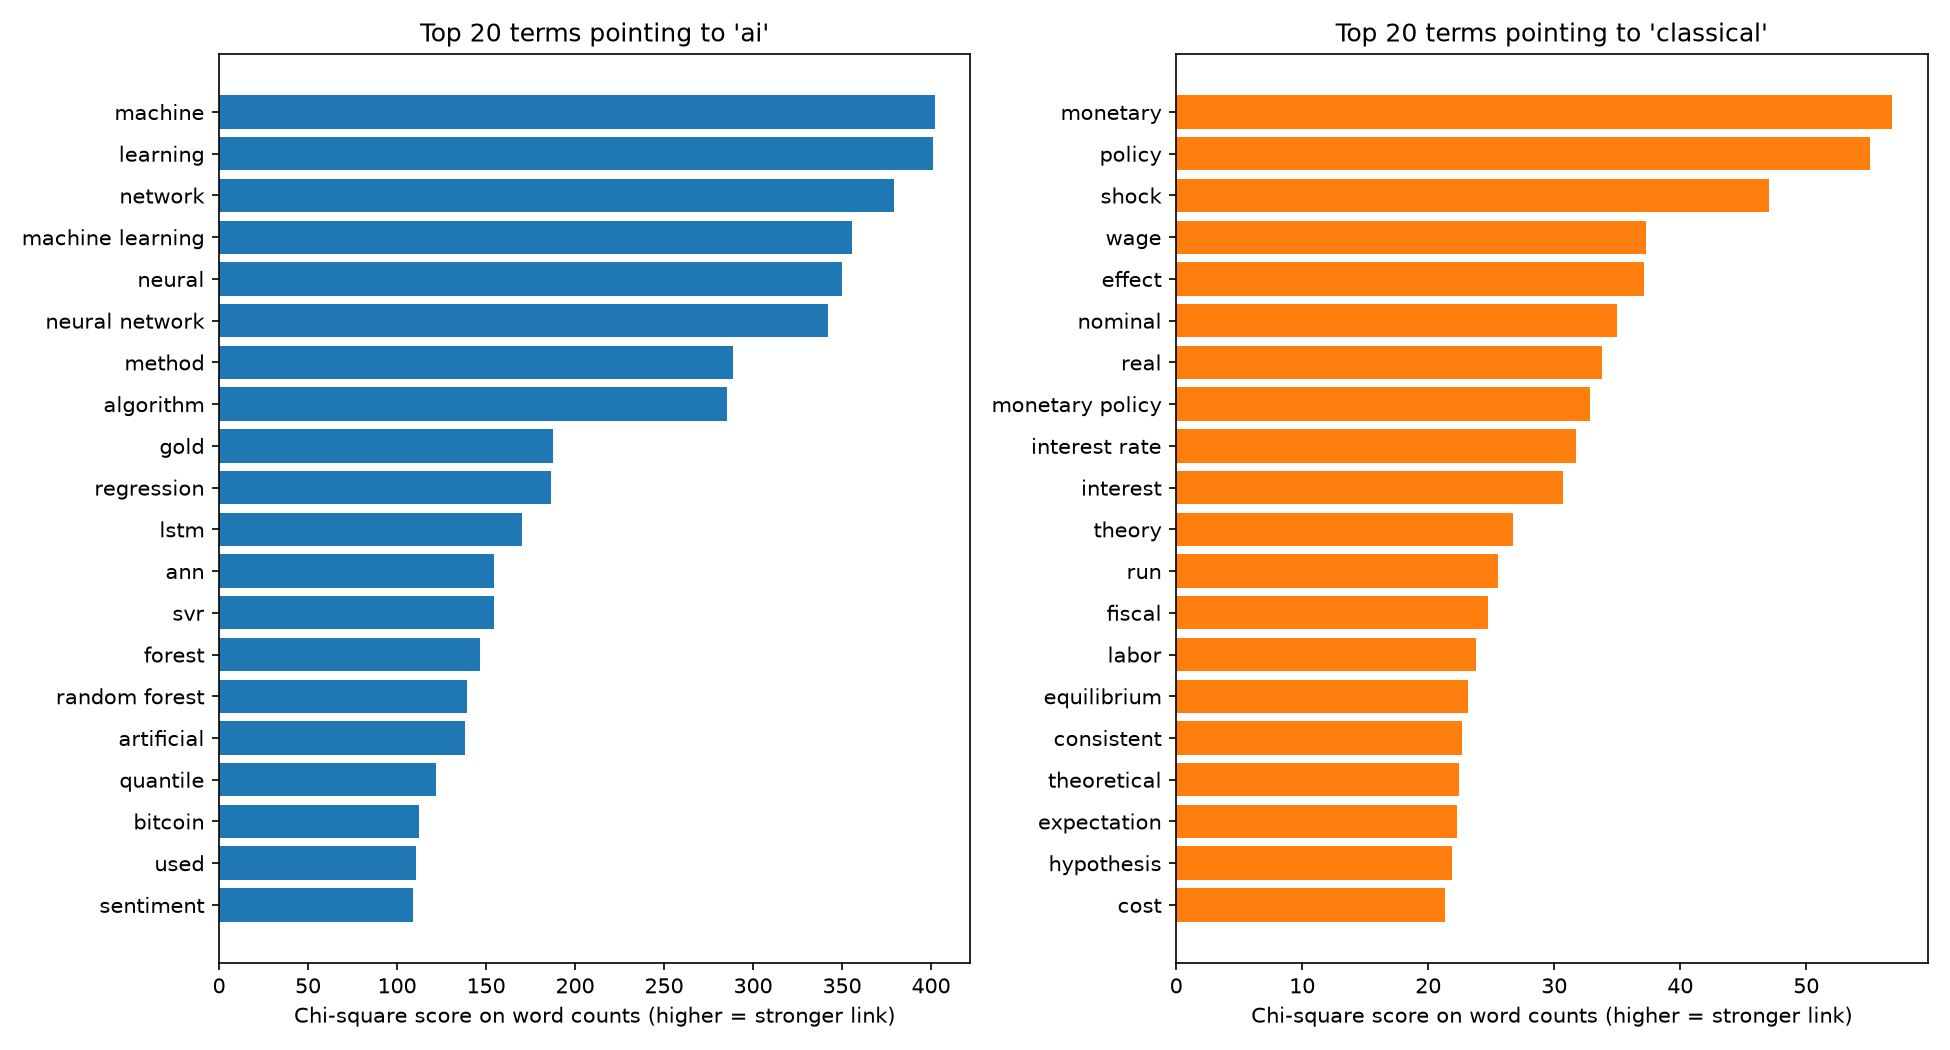 Top 20 terms pointing to 'ai'
machine
learning
network
machine learning
neural
neural network
method
algorithm
gold
regression
lstm
ann
svr
forest
random forest
artificial
quantile
bitcoin
used
sentiment
0 50 100 150 200 250 300 350 400
Chi-square score on word counts (higher = stronger link)
Top 20 terms pointing to 'classical'
monetary
policy
shock
wage
effect
nominal
real
monetary policy
interest rate
interest
theory
run
fiscal
labor
equilibrium
consistent
theoretical
expectation
hypothesis
cost
0 10 20 30 40 50
Chi-square score on word counts (higher = stronger link)